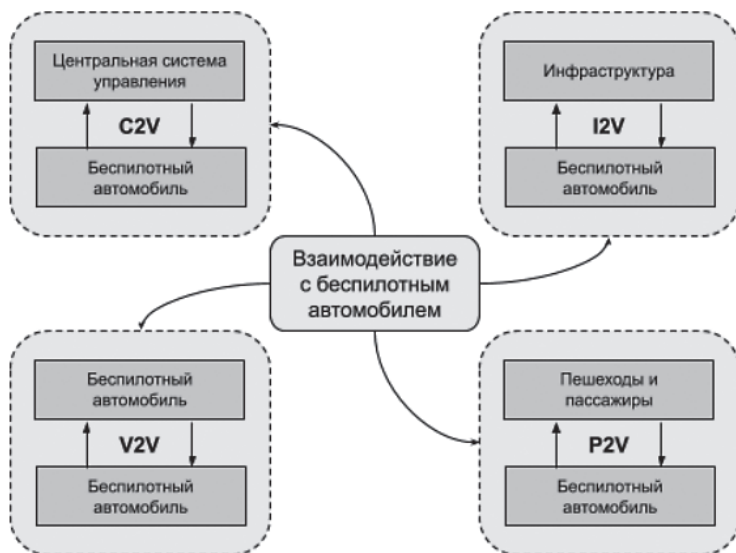 Центральная система
управления
C2V
Беспилотный
автомобиль
Инфраструктура
I2V
Беспилотный
автомобиль
Взаимодействие
с беспилотным
автомобилем
Беспилотный
автомобиль
V2V
Беспилотный
автомобиль
Пешеходы и
пассажиры
P2V
Беспилотный
автомобиль